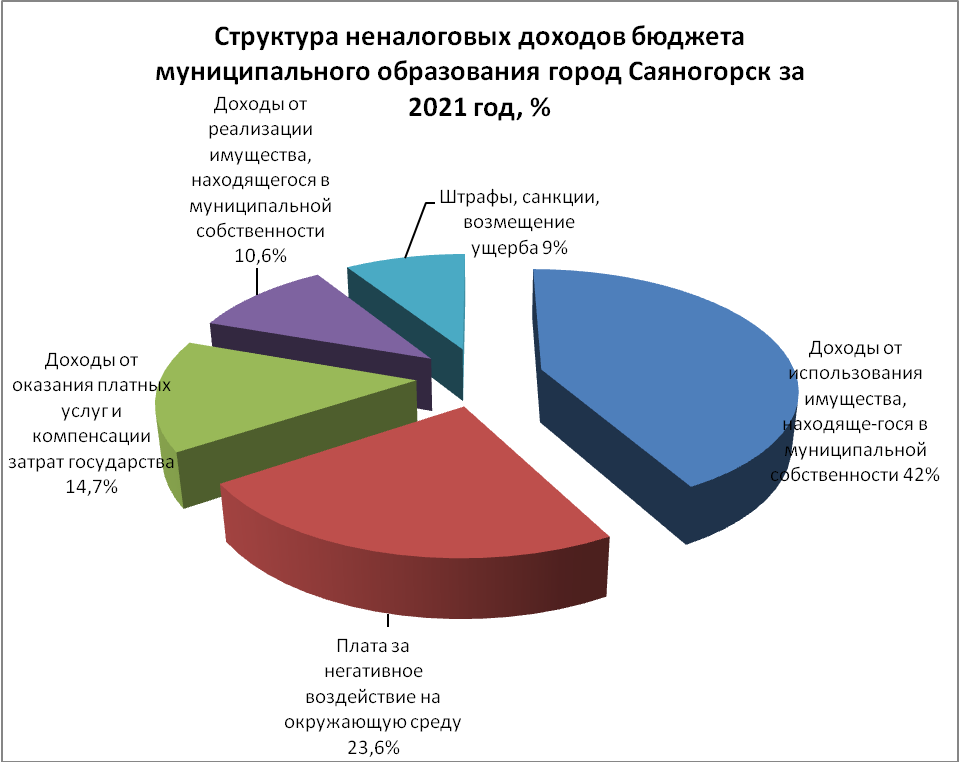 Структура неналоговых доходов бюджета
муниципального образования город Саяногорск за
2021 год, %
Доходы от
реализации
имущества,
находящегося в
муниципальной
собственности
10,6%
Штрафы, санкции,
возмещение
ущерба 9%
Доходы от
использования
имущества,
находяще-гося в
муниципальной
собственности 42%
Доходы от
оказания платных
услуг и
компенсации
затрат государства
14,7%
Плата за
негативное
воздействие на
окружающую среду
23,6%